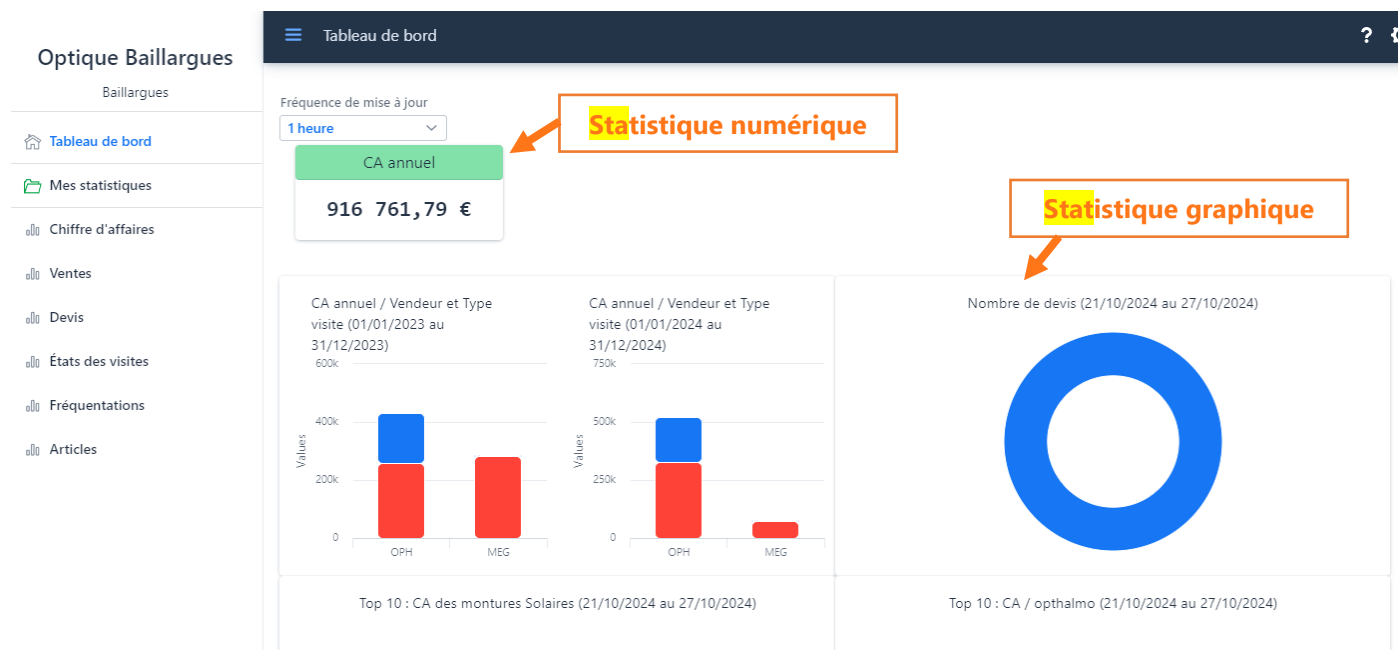 Optique Baillargues
Baillargues
Tableau de bord
Mes statistiques
Chiffre d'affaires
Ventes
Devis
États des visites
Fréquentations
Articles
Tableau de bord
?
Fréquence de mise à jour
1 heure
Statistique numérique
CA annuel
916 761,79 €
Statistique graphique
CA annuel / Vendeur et Type
visite (01/01/2023 au
31/12/2023)
600k
400k
200k
0
Values
OPH MEG
CA annuel / Vendeur et Type
visite (01/01/2024 au
31/12/2024)
750k
500k
250k
0
Values
OPH MEG
Nombre de devis (21/10/2024 au 27/10/2024)
Top 10 : CA des montures Solaires (21/10/2024 au 27/10/2024)
Top 10 : CA / opthalmo (21/10/2024 au 27/10/2024)